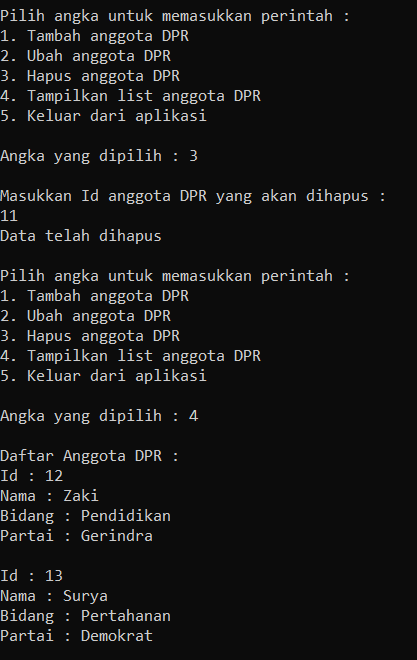 Pilih angka untuk memasukkan perintah :
1. Tambah anggota DPR
2. Ubah anggota DPR
3. Hapus anggota DPR
4. Tampilkan list anggota DPR
5. Keluar dari aplikasi
Angka yang dipilih : 3
Masukkan Id anggota DPR yang akan dihapus :
11
Data telah dihapus
Pilih angka untuk memasukkan perintah :
1. Tambah anggota DPR
2. Ubah anggota DPR
3. Hapus anggota DPR
4. Tampilkan list anggota DPR
5. Keluar dari aplikasi
Angka yang dipilih : 4
Daftar Anggota DPR :
Id : 12
Nama : Zaki
Bidang : Pendidikan
Partai : Gerindra
Id : 13
Nama : Surya
Bidang : Pertahanan
Partai : Demokrat